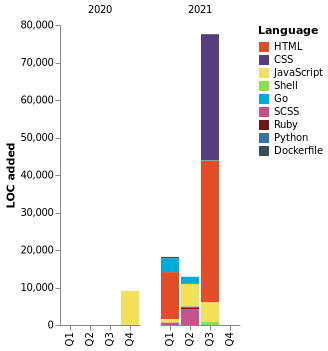 2020
2021
LOC added
80,000
70,000
60,000
50,000
40,000
30,000
20,000
10,000
0
Q1
Q2
Q3
Q4
Q1
Q2
Q3
Q4
Language
HTML
CSS
JavaScript
Shell
Go
SCSS
Ruby
Python
Dockerfile